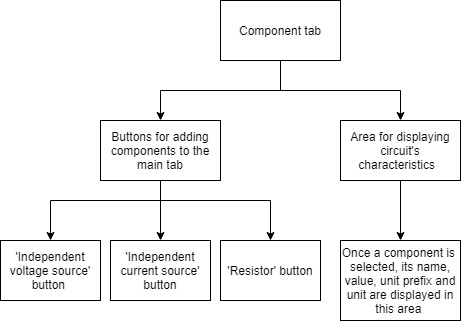 Component tab
Buttons for adding
components to the
main tab
Area for displaying
circuit's
characteristics
'Independent
voltage source'
button
'Independent
current source'
button
'Resistor' button
Once a component is
selected, its name,
value, unit prefix and
unit are displayed in
this area